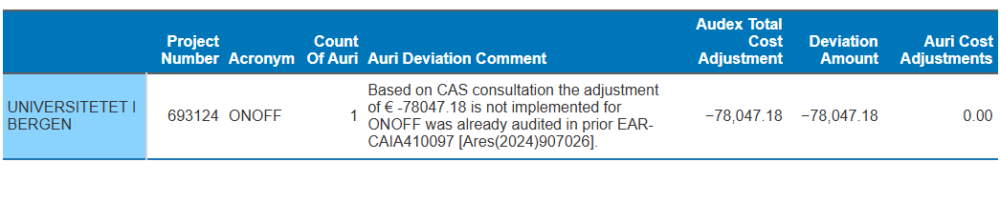 Project Number Acronym Count Of Auri Auri Deviation Comment Audex Total Cost Adjustment Deviation Amount Auri Cost Adjustments
UNIVERSITETET I
BERGEN
693124 ONOFF 1
Based on CAS consultation the adjustment
of € -78047.18 is not implemented for
ONOFF was already audited in prior EAR-
CAIA410097 [Ares(2024)907026].
−78,047.18 −78,047.18 0.00